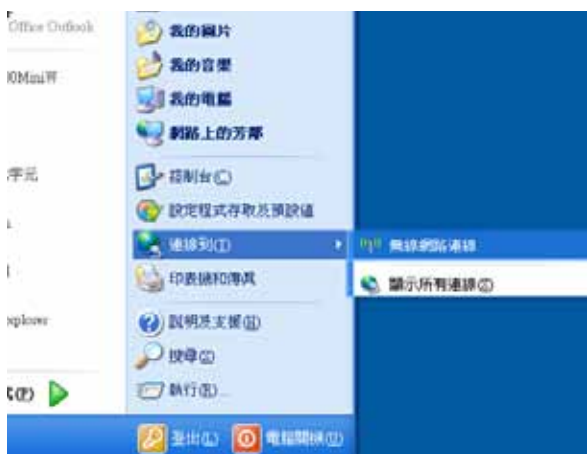 Office Outlook
我的圖片
我的音樂
我的電腦
網路上的芳鄰
控制台(C)
設定程式存取及預設值
連線到(T)
無線網路連線
印表機和傳真
顯示所有連線(S)
說明及支援(H)
搜尋(S)
執行(R)...
登出(L)
電腦關機(U)